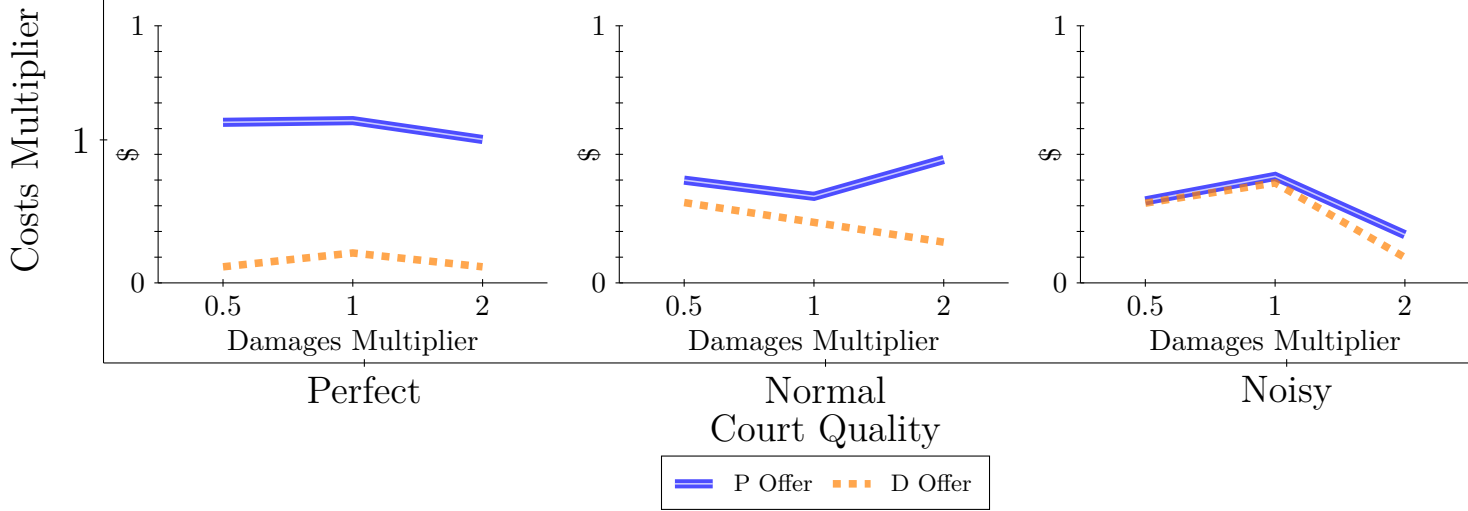 Costs Multiplier
1
1
$
0
0.5 1 2
Damages Multiplier
1
$
0
0.5 1 2
Damages Multiplier
1
$
0
0.5 1 2
Damages Multiplier
Perfect
Normal
Noisy
Court Quality
P Offer
D Offer